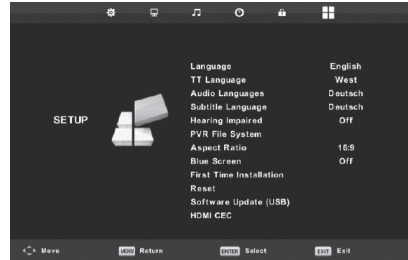 Language English
TT Language West
Audio Languages Deutsch
Subtitle Language Deutsch
SETUP
Hearing Impaired Off
PVR File System
Aspect Ratio 16:9
Blue Screen Off
First Time Installation
Reset
Software Update (USB)
HDMI CEC
Move MENU Return ENTER Select EXIT Exit